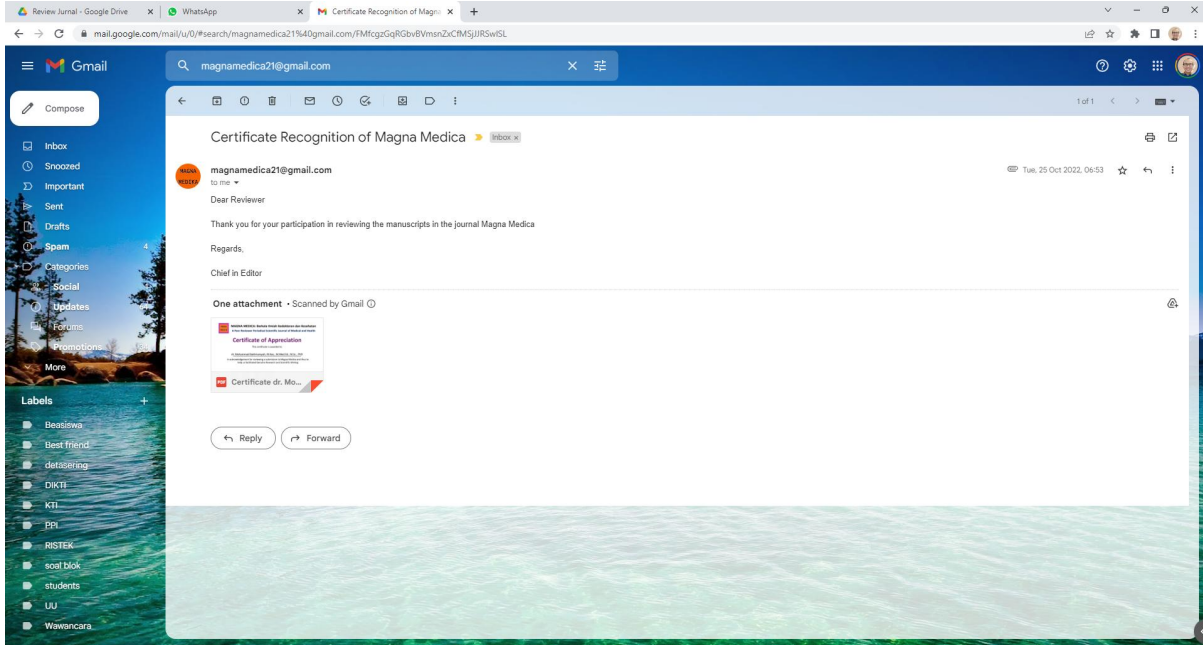 Review Jurnal - Google Drive
WhatsApp
Certificate Recognition of Magna
mail.google.com/mail/u/0/#search/magnamedica21%40gmail.com/FMfcgzGqRGbvBVmsnZxCfMSjJJRSwlSL
Gmail
magnamedica21@gmail.com
Compose
1 of 1
Certificate Recognition of Magna Medica
Inbox x
Inbox
Snoozed
Important
Sent
Drafts
Spam 4
Categories
Social
Updates
Forums
Promotions
More
Labels +
Beasiswa
Best friend
detasering
DIKTI
KTI
PPI
RISTEK
soal blok
students
UU
Wawancara
MAGNA
MEDIKA
magnamedica21@gmail.com
Tue, 25 Oct 2022, 06:53
to me
Dear Reviewer
Thank you for your participation in reviewing the manuscripts in the journal Magna Medica
Regards,
Chief in Editor
One attachment • Scanned by Gmail
Certificate of Appreciation
PDF
Certificate dr. Mo...
Reply
Forward